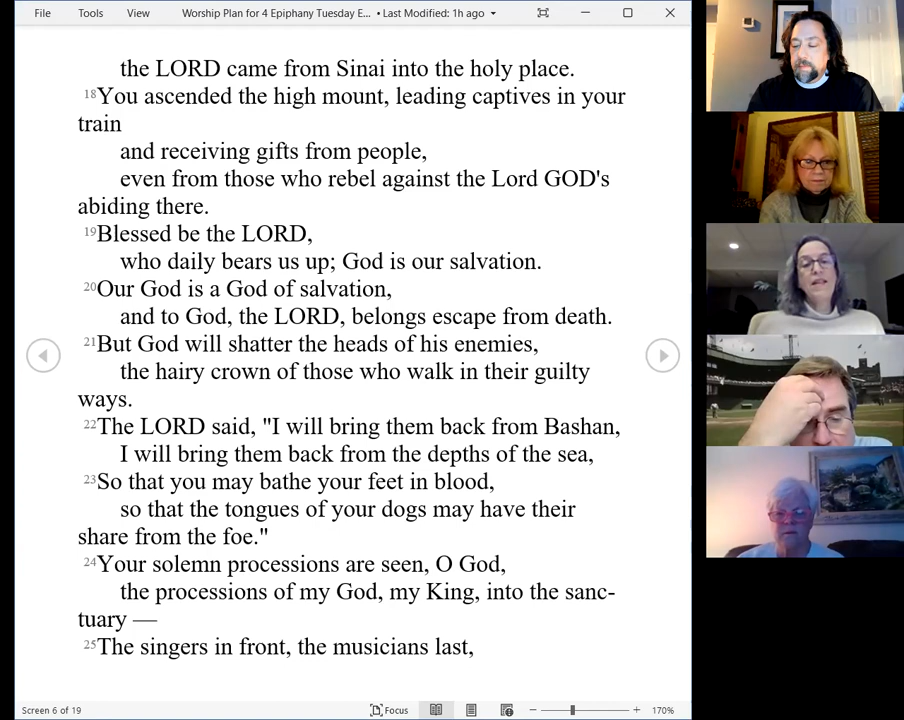 File Tools View Worship Plan for 4 Epiphany Tuesday E... • Last Modified: 1h ago
the LORD came from Sinai into the holy place.
18You ascended the high mount, leading captives in your
train
and receiving gifts from people,
even from those who rebel against the Lord GOD's
abiding there.
19Blessed be the LORD,
who daily bears us up; God is our salvation.
20Our God is a God of salvation,
and to God, the LORD, belongs escape from death.
21But God will shatter the heads of his enemies,
the hairy crown of those who walk in their guilty
ways.
22The LORD said, "I will bring them back from Bashan,
I will bring them back from the depths of the sea,
23So that you may bathe your feet in blood,
so that the tongues of your dogs may have their
share from the foe."
24Your solemn processions are seen, O God,
the processions of my God, my King, into the sanc-
tuary —
25The singers in front, the musicians last,
Screen 6 of 19 Focus 170%